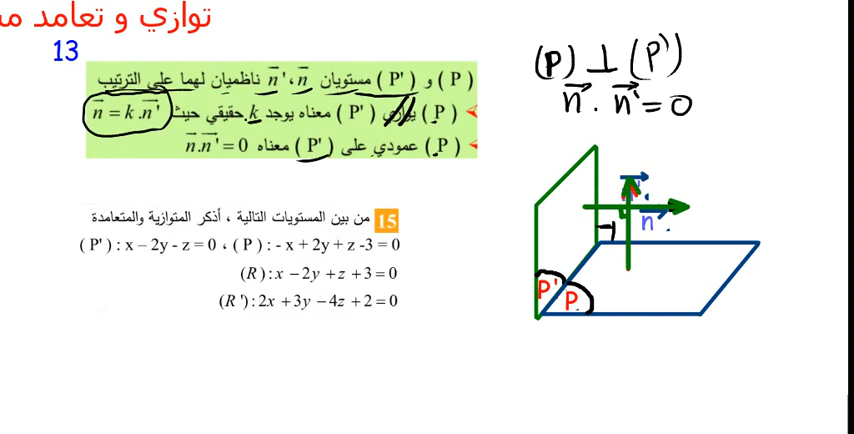 توازي و تعامد
13
( P ) و ( P' ) مستويان n⃗ ، n⃗ ' ناظميان لهما على الترتيب
( P ) يوازي ( P' ) معناه يوجد k حقيقي حيث n⃗ = k . n⃗ '
( P ) عمودي على ( P' ) معناه n⃗ . n⃗ ' = 0
15 من بين المستويات التالية ، أذكر المتوازية والمتعامدة
( P' ) : x – 2y - z = 0 ، ( P ) : - x + 2y + z -3 = 0
(R) : x − 2y + z + 3 = 0
(R ') : 2x + 3y − 4z + 2 = 0
(P) ⊥ (P')
n⃗ . n⃗' = 0
n
P'
P